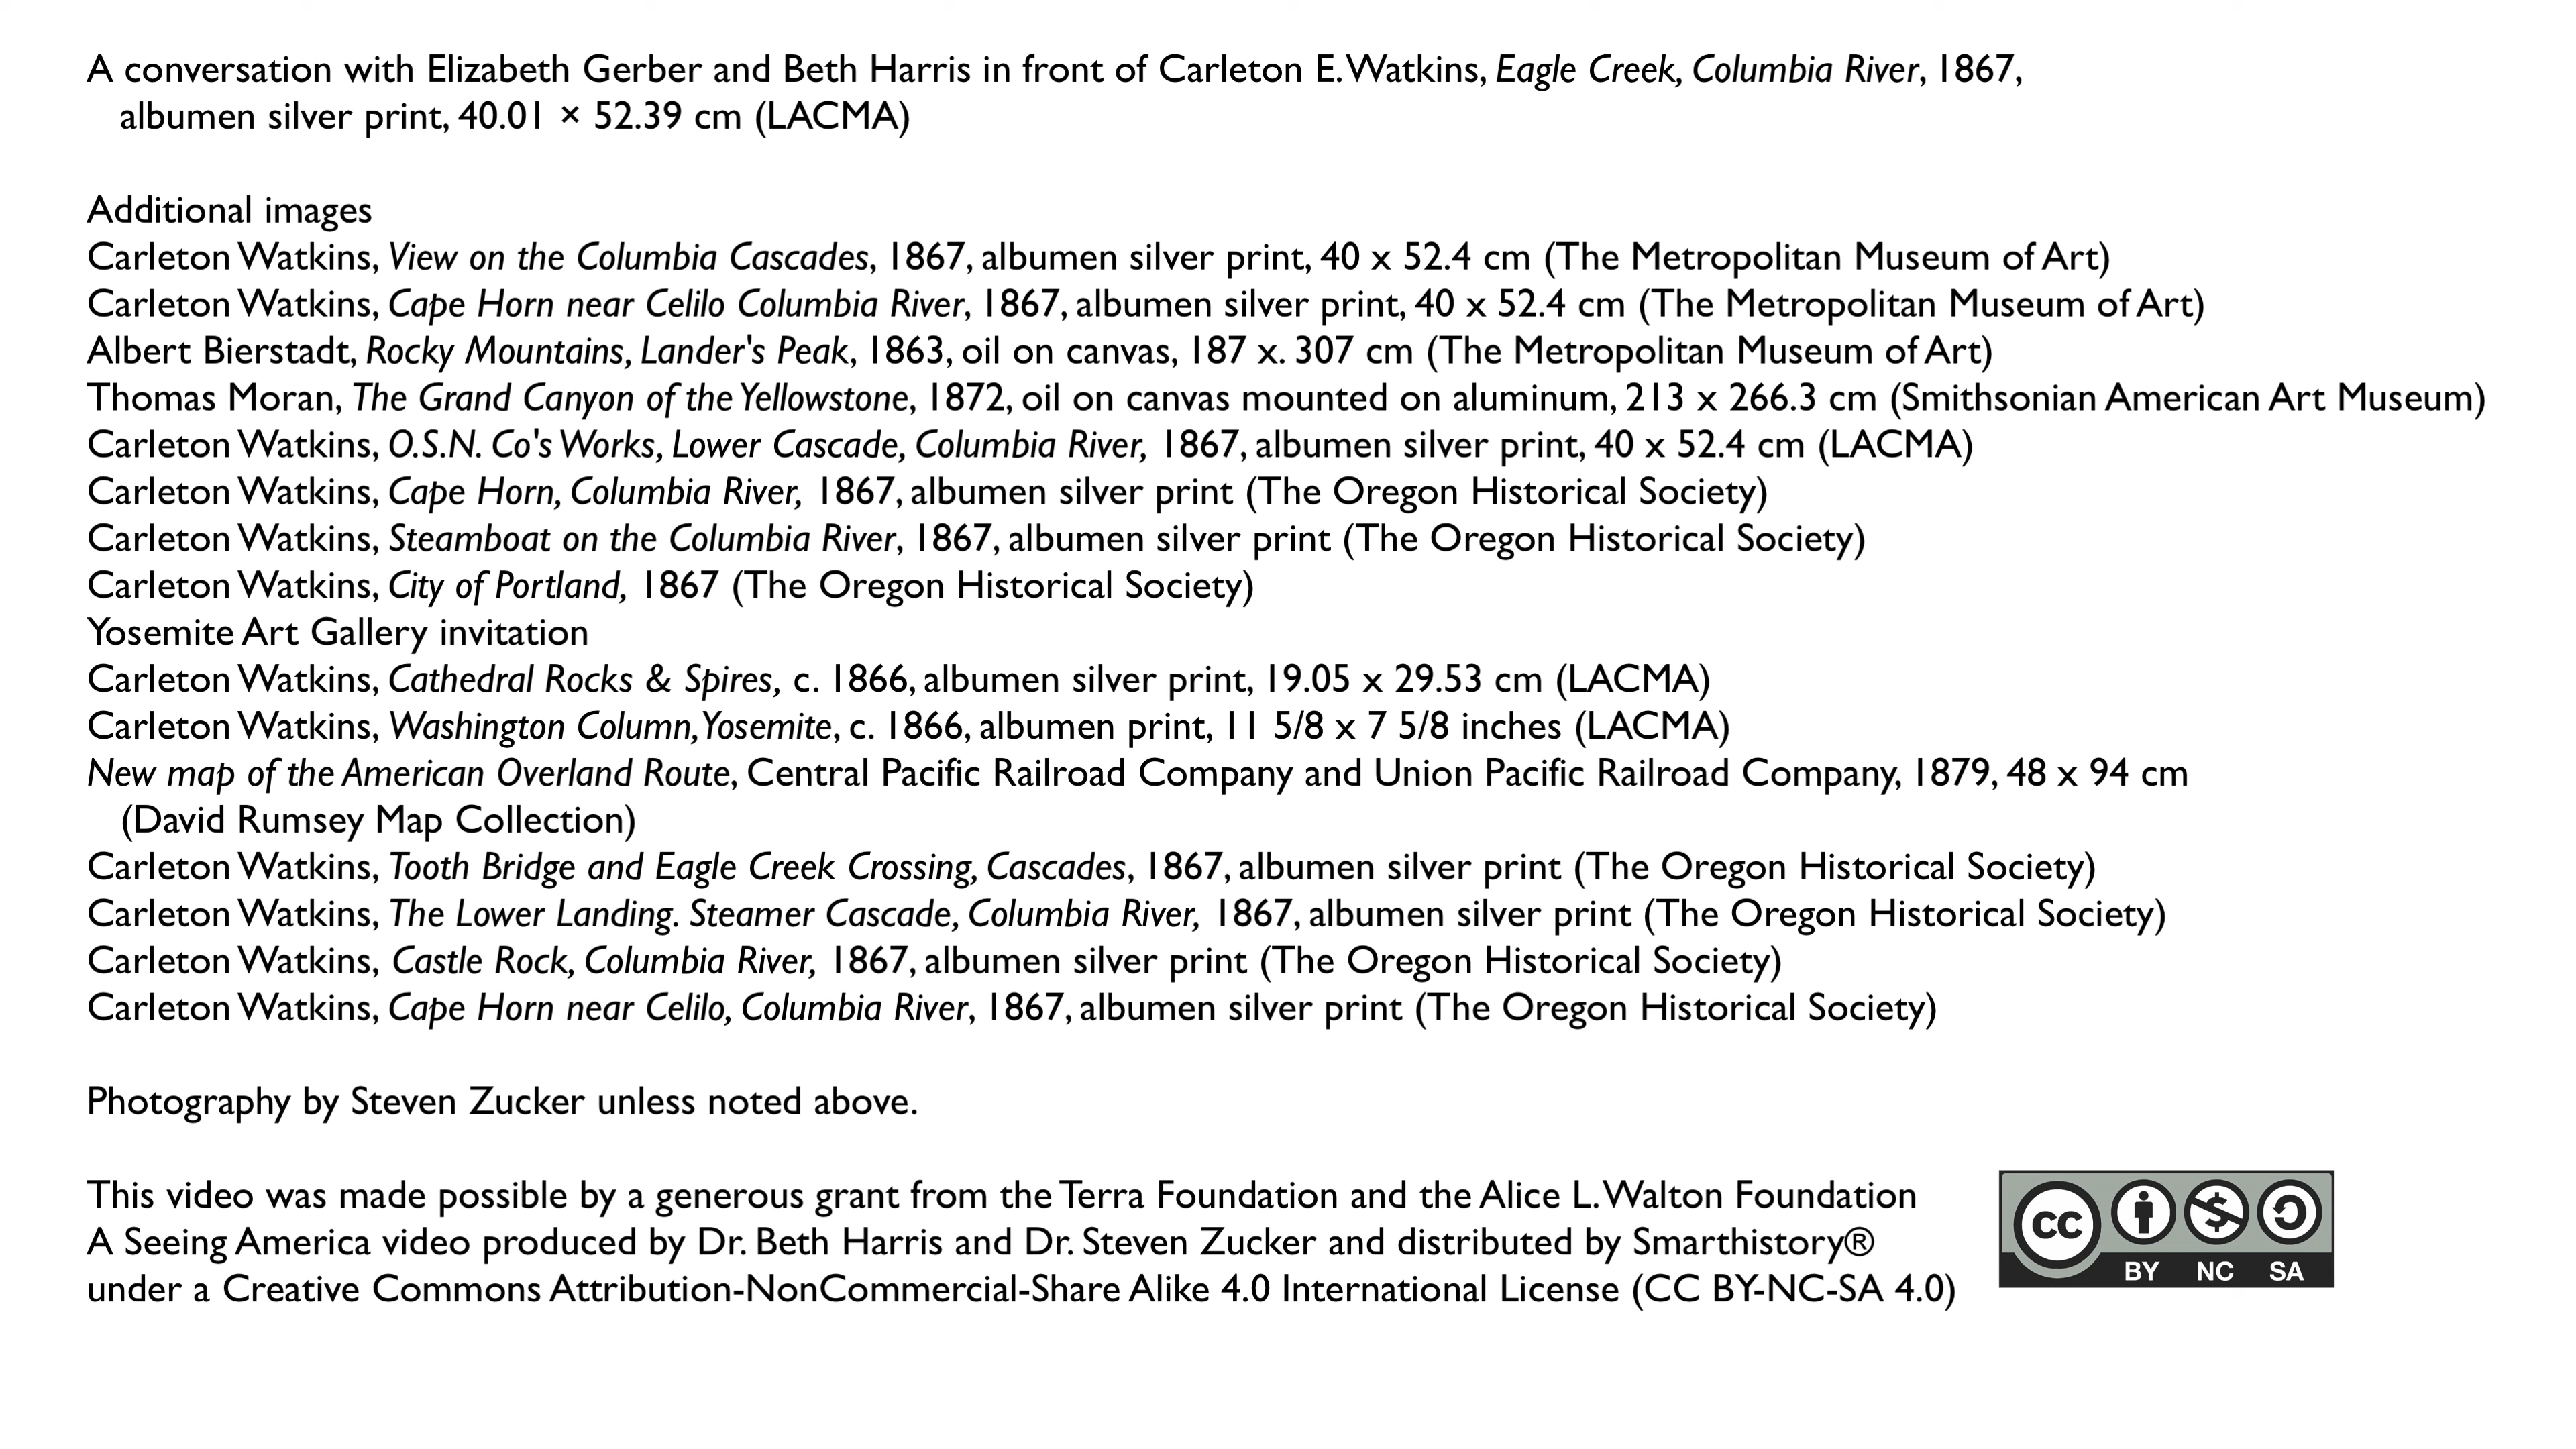 A conversation with Elizabeth Gerber and Beth Harris in front of Carleton E. Watkins, Eagle Creek, Columbia River, 1867,
albumen silver print, 40.01 × 52.39 cm (LACMA)
Additional images
Carleton Watkins, View on the Columbia Cascades, 1867, albumen silver print, 40 x 52.4 cm (The Metropolitan Museum of Art)
Carleton Watkins, Cape Horn near Celilo Columbia River, 1867, albumen silver print, 40 x 52.4 cm (The Metropolitan Museum of Art)
Albert Bierstadt, Rocky Mountains, Lander's Peak, 1863, oil on canvas, 187 x. 307 cm (The Metropolitan Museum of Art)
Thomas Moran, The Grand Canyon of the Yellowstone, 1872, oil on canvas mounted on aluminum, 213 x 266.3 cm (Smithsonian American Art Museum)
Carleton Watkins, O.S.N. Co's Works, Lower Cascade, Columbia River, 1867, albumen silver print, 40 x 52.4 cm (LACMA)
Carleton Watkins, Cape Horn, Columbia River, 1867, albumen silver print (The Oregon Historical Society)
Carleton Watkins, Steamboat on the Columbia River, 1867, albumen silver print (The Oregon Historical Society)
Carleton Watkins, City of Portland, 1867 (The Oregon Historical Society)
Yosemite Art Gallery invitation
Carleton Watkins, Cathedral Rocks & Spires, c. 1866, albumen silver print, 19.05 x 29.53 cm (LACMA)
Carleton Watkins, Washington Column, Yosemite, c. 1866, albumen print, 11 5/8 x 7 5/8 inches (LACMA)
New map of the American Overland Route, Central Pacific Railroad Company and Union Pacific Railroad Company, 1879, 48 x 94 cm
(David Rumsey Map Collection)
Carleton Watkins, Tooth Bridge and Eagle Creek Crossing, Cascades, 1867, albumen silver print (The Oregon Historical Society)
Carleton Watkins, The Lower Landing. Steamer Cascade, Columbia River, 1867, albumen silver print (The Oregon Historical Society)
Carleton Watkins, Castle Rock, Columbia River, 1867, albumen silver print (The Oregon Historical Society)
Carleton Watkins, Cape Horn near Celilo, Columbia River, 1867, albumen silver print (The Oregon Historical Society)
Photography by Steven Zucker unless noted above.
This video was made possible by a generous grant from the Terra Foundation and the Alice L. Walton Foundation
A Seeing America video produced by Dr. Beth Harris and Dr. Steven Zucker and distributed by Smarthistory®
under a Creative Commons Attribution-NonCommercial-Share Alike 4.0 International License (CC BY-NC-SA 4.0)
cc
BY NC SA